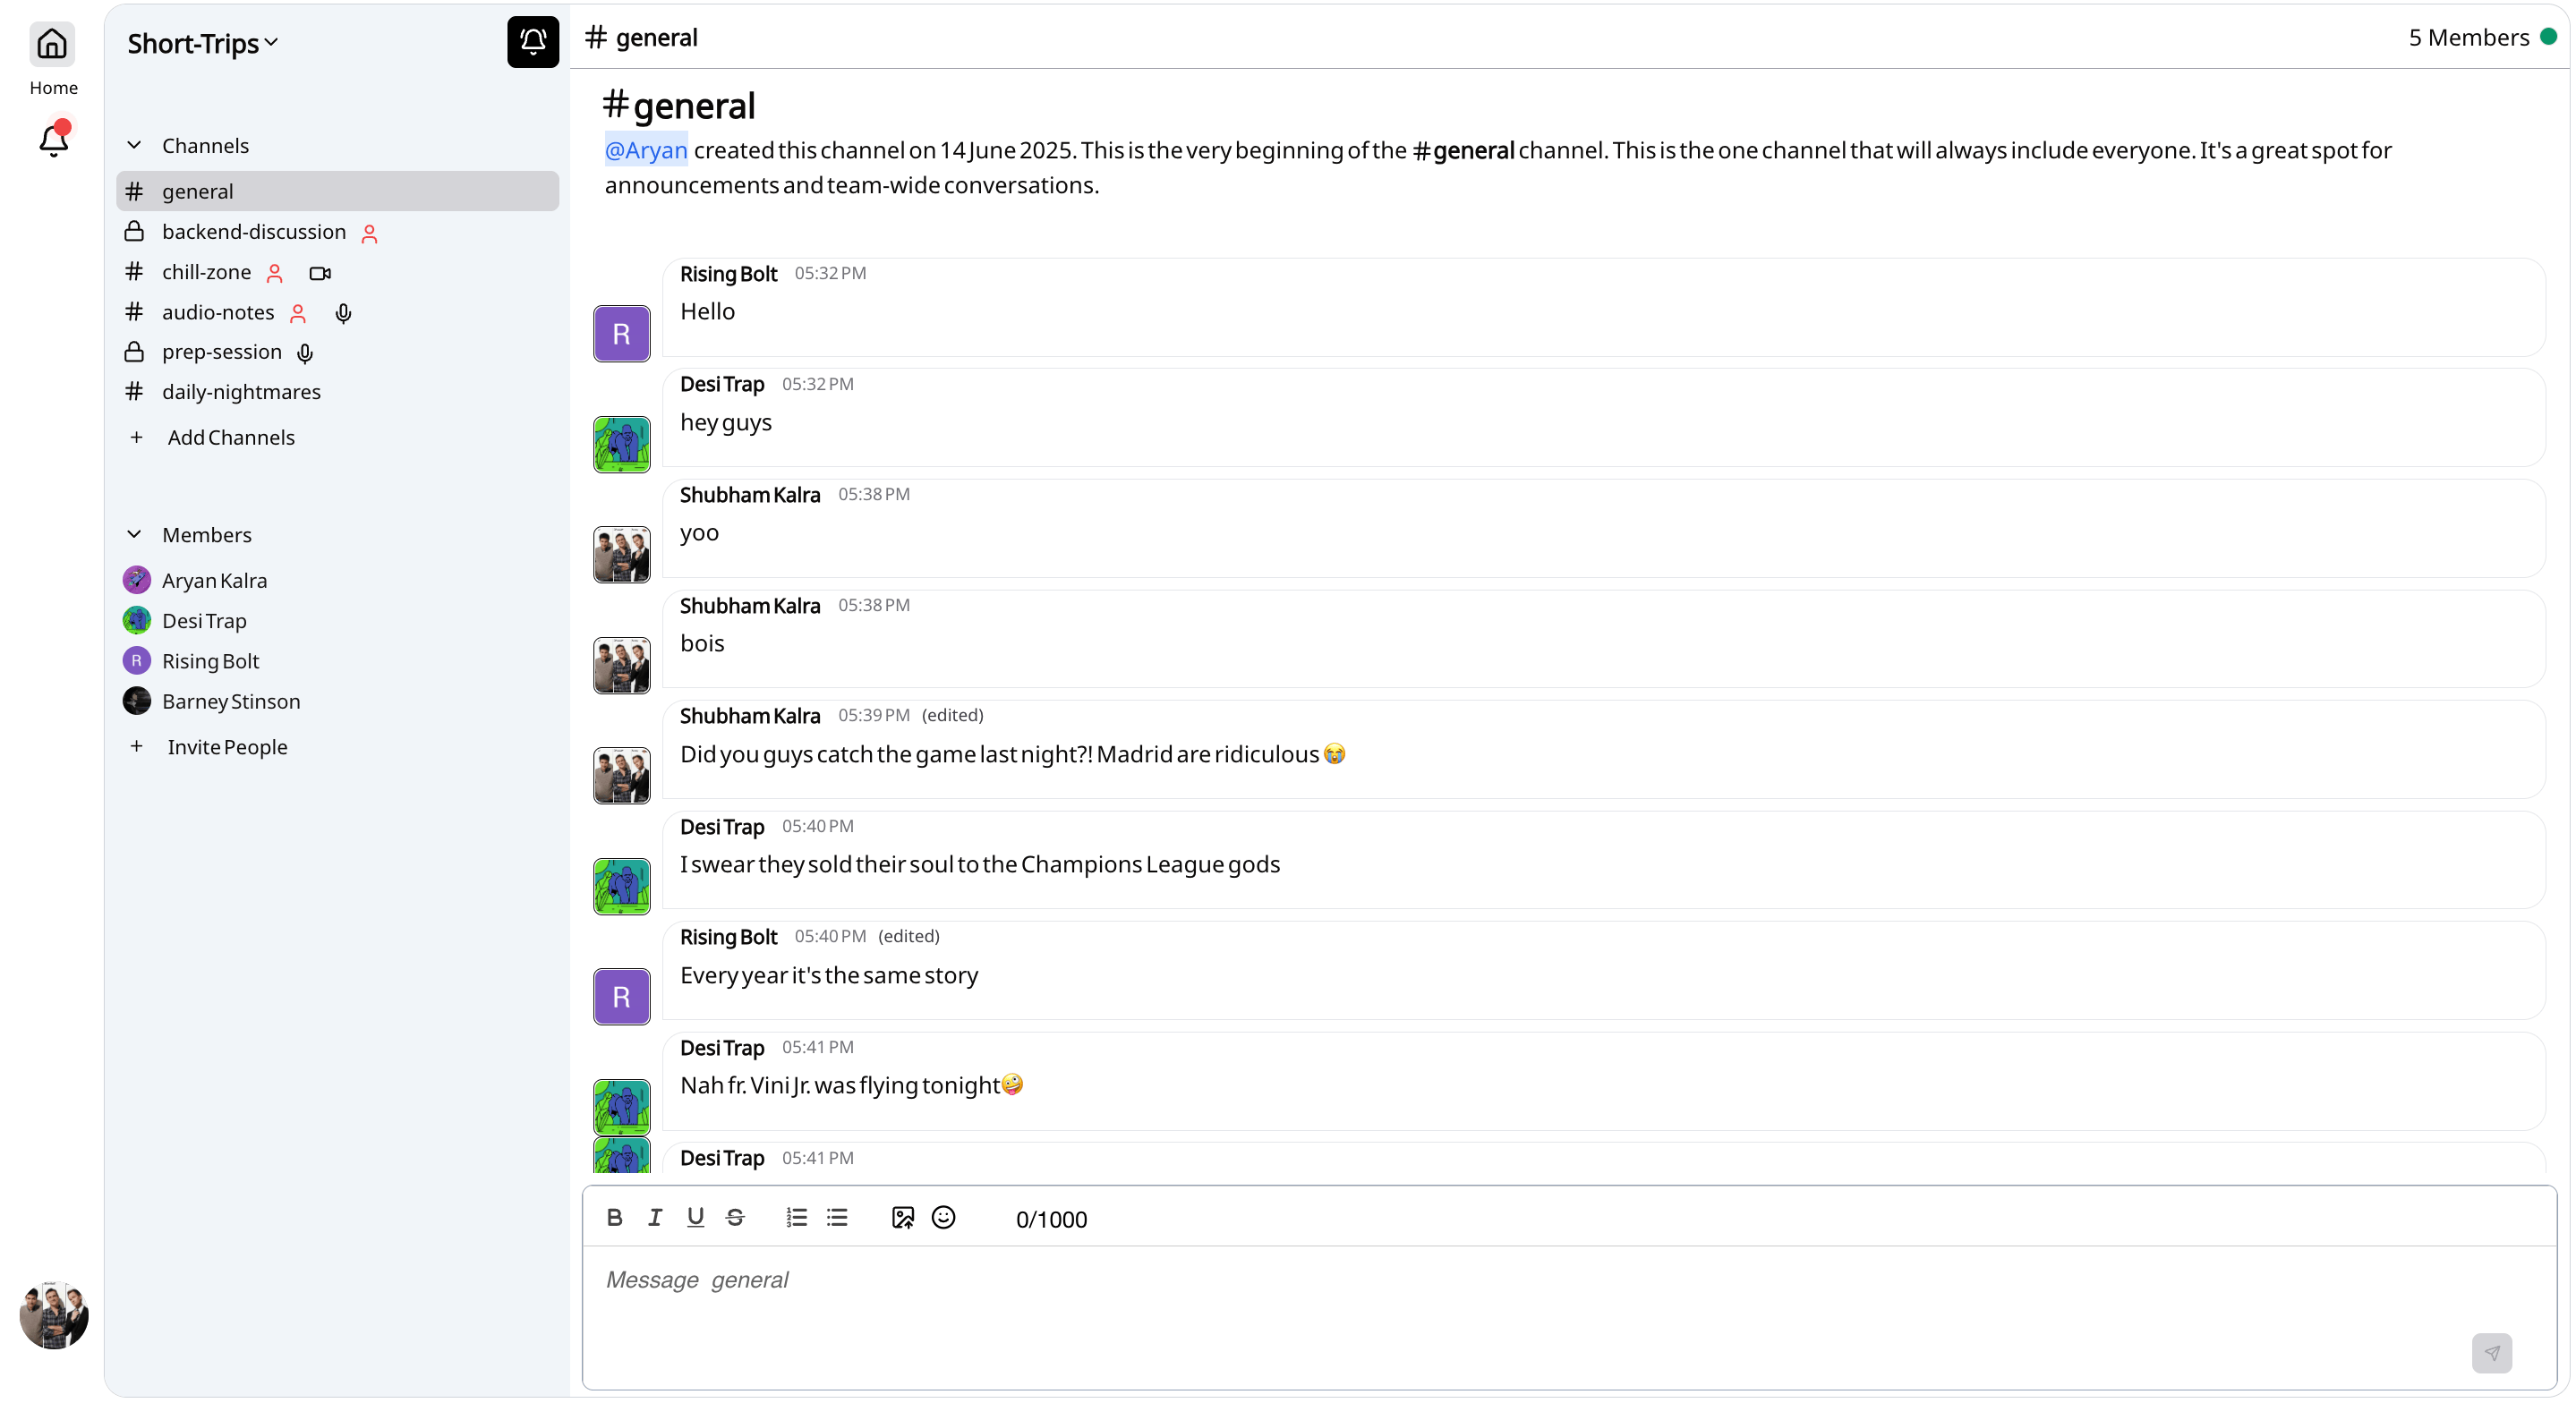 Home
Short-Trips
Channels
general
backend-discussion
chill-zone
audio-notes
prep-session
daily-nightmares
+ Add Channels
Members
Aryan Kalra
Desi Trap
R Rising Bolt
Barney Stinson
+ Invite People
# general
5 Members
#general
@Aryan created this channel on 14 June 2025. This is the very beginning of the #general channel. This is the one channel that will always include everyone. It's a great spot for
announcements and team-wide conversations.
Rising Bolt 05:32 PM
R
Hello
Desi Trap 05:32 PM
hey guys
Shubham Kalra 05:38 PM
yoo
Shubham Kalra 05:38 PM
bois
Shubham Kalra 05:39 PM (edited)
Did you guys catch the game last night?! Madrid are ridiculous 😭
Desi Trap 05:40 PM
I swear they sold their soul to the Champions League gods
Rising Bolt 05:40 PM (edited)
R
Every year it's the same story
Desi Trap 05:41 PM
Nah fr. Vini Jr. was flying tonight🤪
Desi Trap 05:41 PM
B I U S 0/1000
Message general